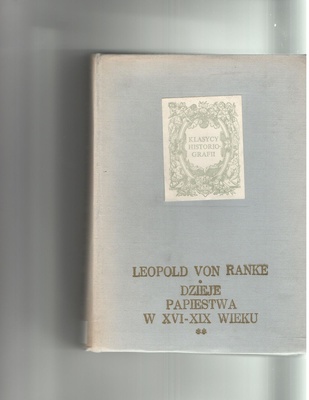 KLASYCY
HISTORIO-
GRAFII
LEOPOLD VON RANKE
•
DZIEJE
PAPIESTWA
W XVI-XIX WIEKU
**